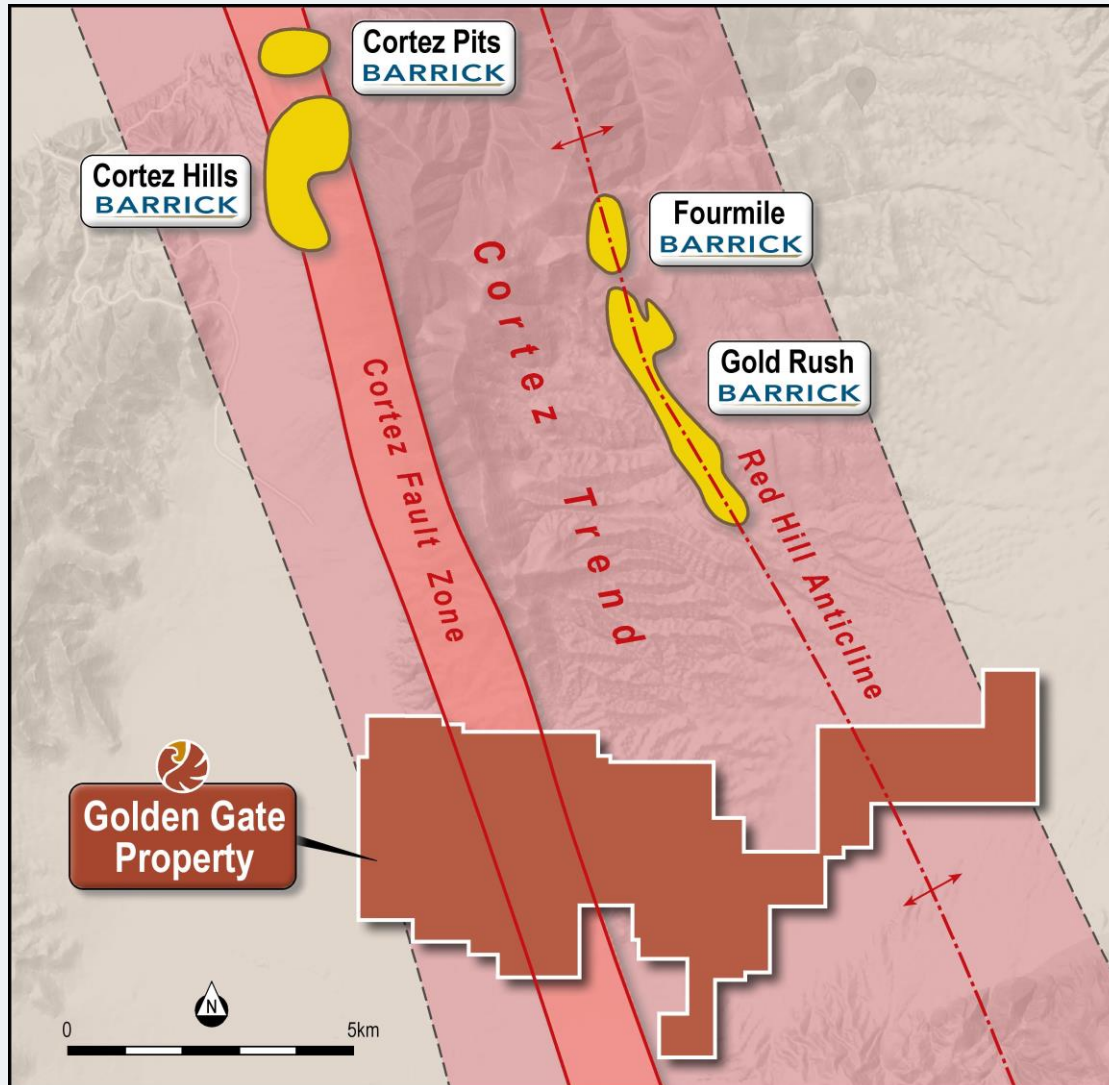 Cortez Pits
BARRICK
Cortez Hills
BARRICK
Fourmile
BARRICK
Gold Rush
BARRICK
Cortez Trend
Cortez Fault Zone
Red Hill Anticline
Golden Gate
Property
N
0 5km